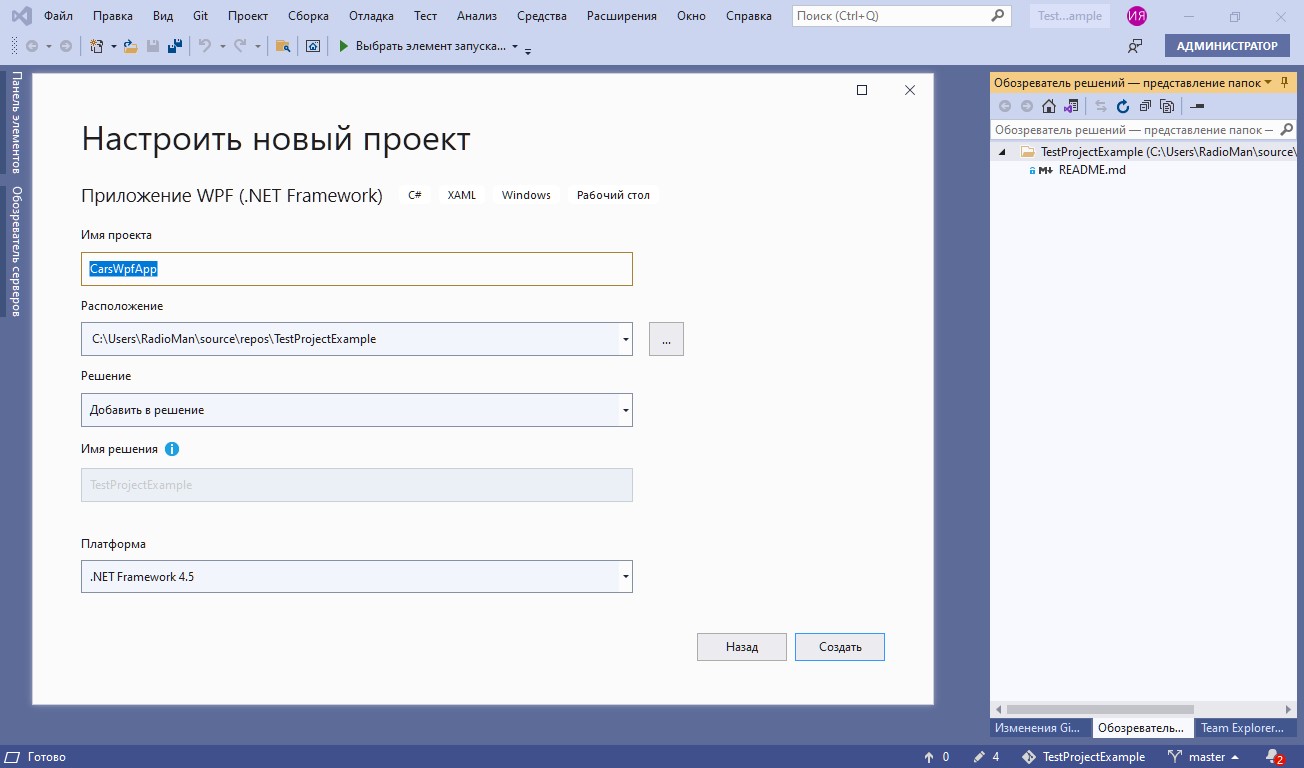 Файл Правка Вид Git Проект Сборка Отладка Тест Анализ Средства Расширения Окно Справка Поиск (Ctrl+Q) Test...ample ИЯ
Выбрать элемент запуска... АДМИНИСТРАТОР
Панель элементов
Обозреватель серверов
Настроить новый проект
Приложение WPF (.NET Framework) C# XAML Windows Рабочий стол
Имя проекта
CarsWpfApp
Расположение
C:\Users\RadioMan\source\repos\TestProjectExample
...
Решение
Добавить в решение
Имя решения
TestProjectExample
Платформа
.NET Framework 4.5
Назад Создать
Обозреватель решений — представление папок
Обозреватель решений — представление папок —
TestProjectExample (C:\Users\RadioMan\source\
README.md
Изменения Gi... Обозреватель... Team Explorer...
Готово 0 4 TestProjectExample master 2